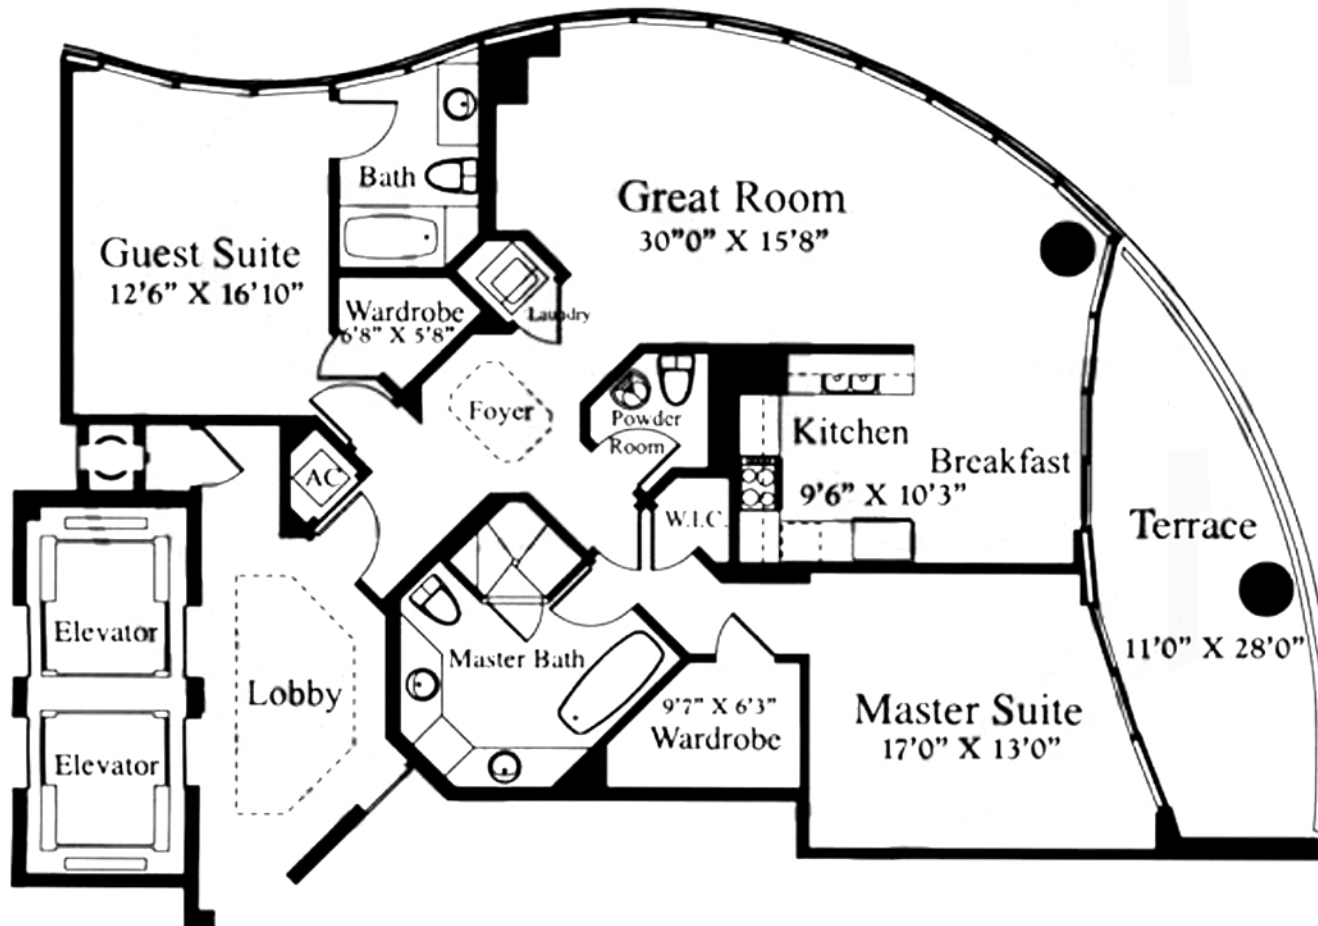 Bath
Great Room
30"0" X 15'8"
Guest Suite
12'6" X 16'10"
Wardrobe
6'8" X 5'8"
Laundry
Foyer
Powder
Room
Kitchen
Breakfast
9'6" X 10'3"
AC
W.I.C.
Terrace
11'0" X 28'0"
Elevator
Lobby
Master Bath
9'7" X 6'3"
Wardrobe
Master Suite
17'0" X 13'0"
Elevator